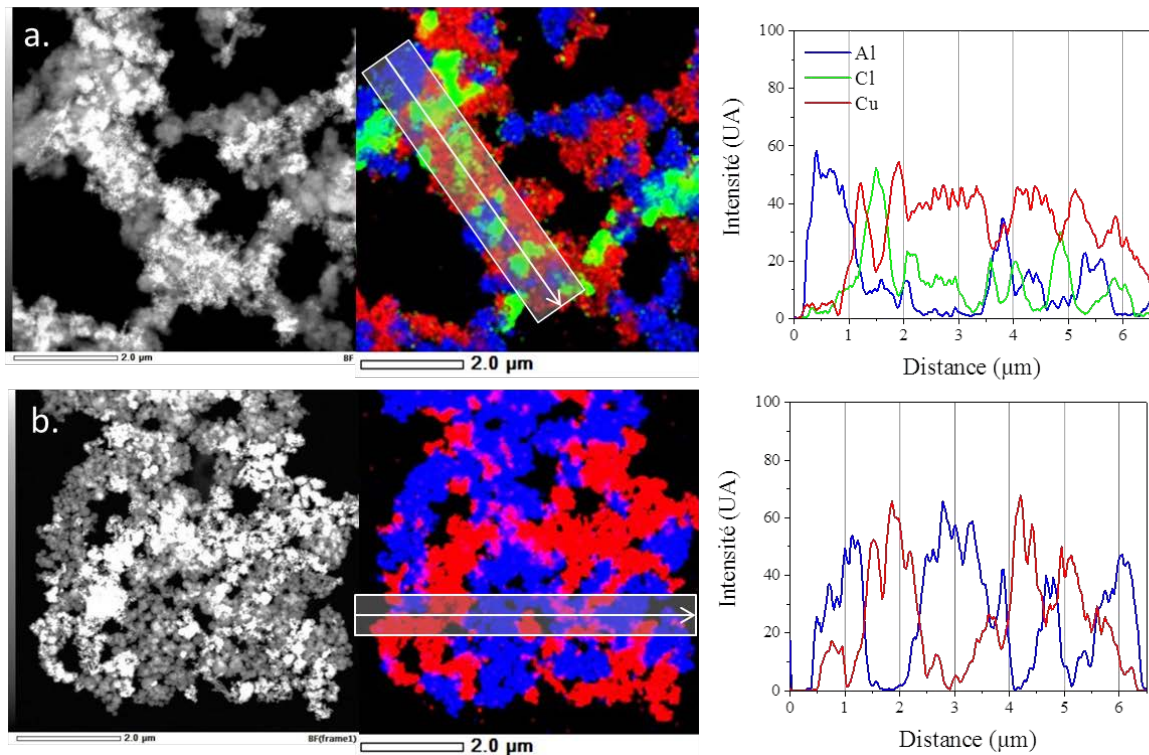 a.
2.0 µm
BF
2.0 µm
Intensité (UA)
100
80
60
40
20
0
Al
Cl
Cu
0 1 2 3 4 5 6
Distance (µm)
b.
2.0 µm
BF(frame1)
2.0 µm
Intensité (UA)
100
80
60
40
20
0
0 1 2 3 4 5 6
Distance (µm)